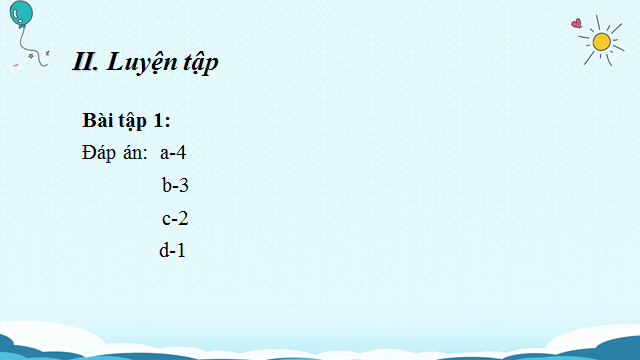 II. Luyện tập
Bài tập 1:
Đáp án: a-4
b-3
c-2
d-1